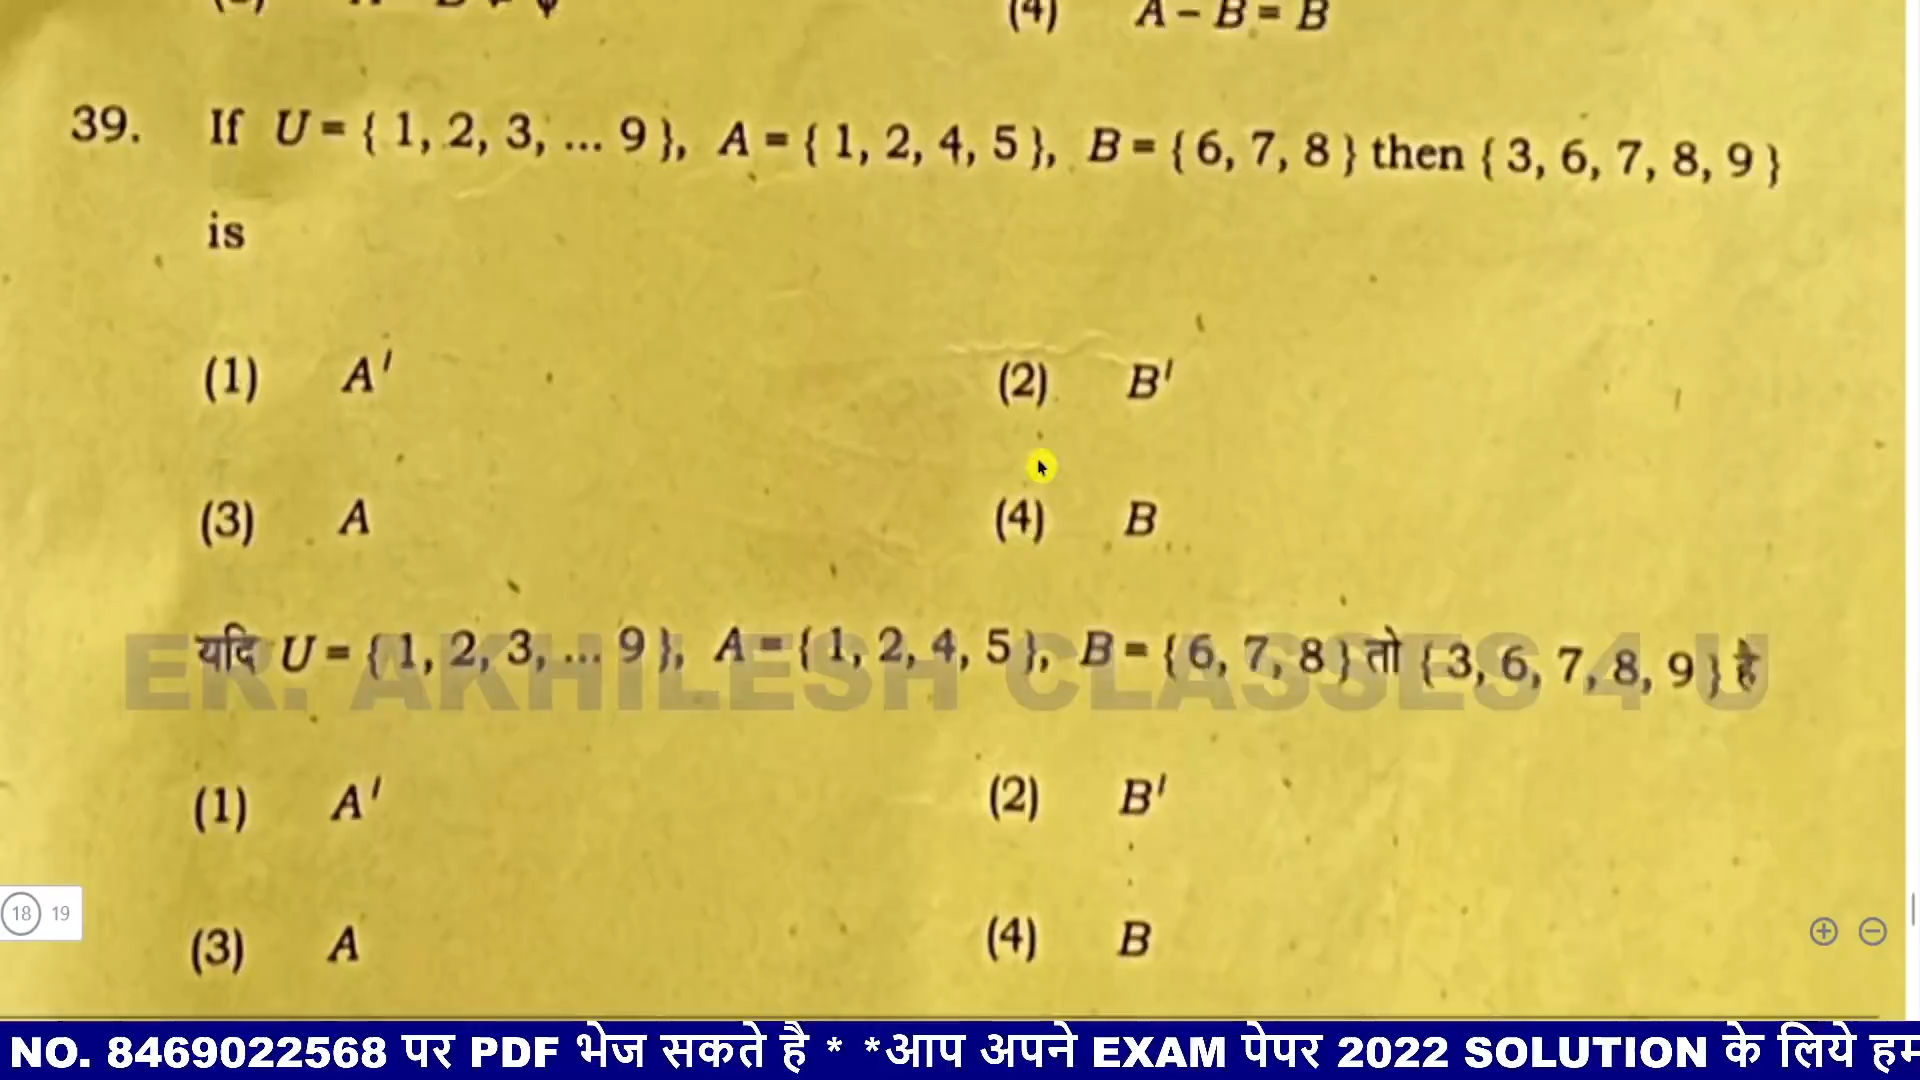 (4) A – B = B
39. If U = { 1, 2, 3, ... 9 }, A = { 1, 2, 4, 5 }, B = { 6, 7, 8 } then { 3, 6, 7, 8, 9 }
is
(1) A' (2) B'
(3) A (4) B
यदि U = { 1, 2, 3, ... 9 }, A = { 1, 2, 4, 5 }, B = { 6, 7, 8 } तो { 3, 6, 7, 8, 9 } है
ER. AKHILESH CLASSES 4 U
(1) A' (2) B'
(3) A (4) B
18 19
NO. 8469022568 पर PDF भेज सकते है * *आप अपने EXAM पेपर 2022 SOLUTION के लिये हम